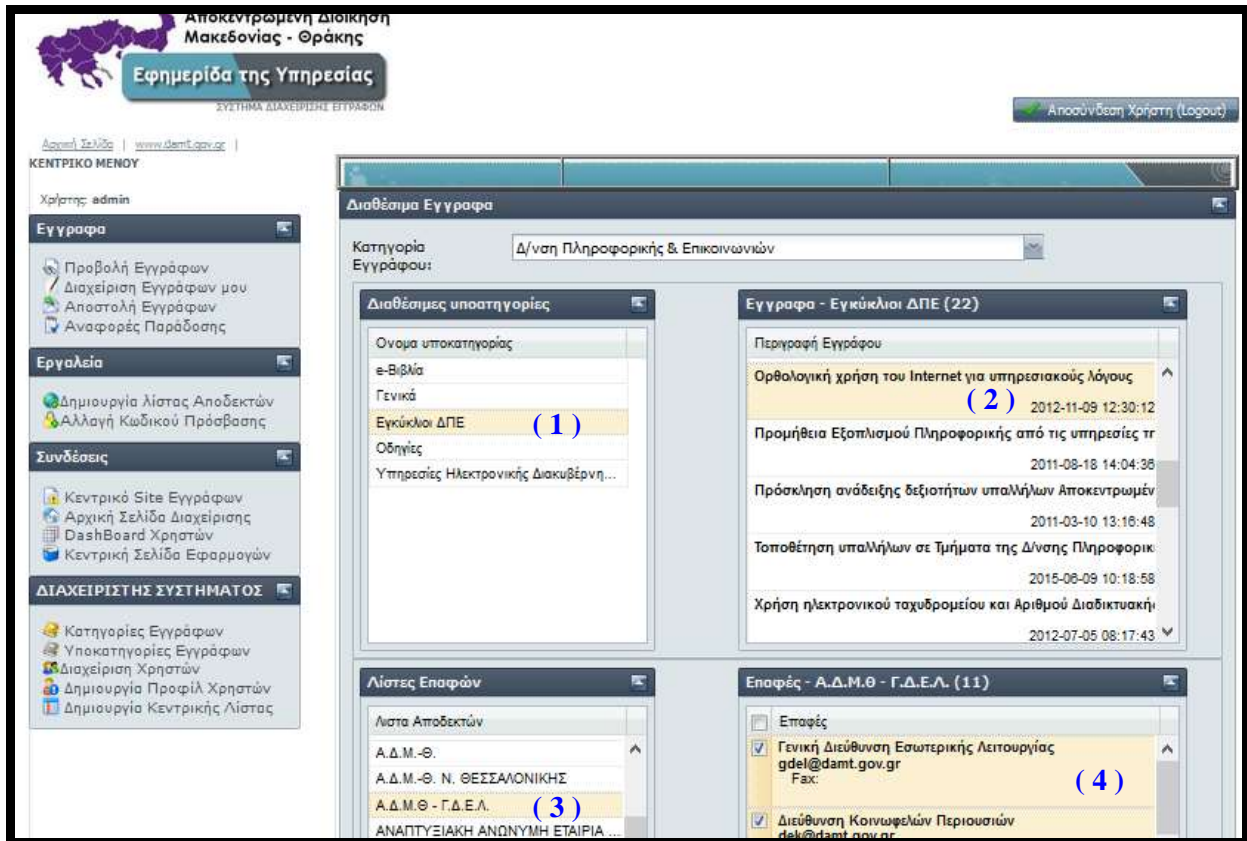 Αποκεντρωμένη Διοίκηση
Μακεδονίας - Θράκης
Εφημερίδα της Υπηρεσίας
ΣΥΣΤΗΜΑ ΔΙΑΧΕΙΡΙΣΗΣ ΕΓΓΡΑΦΩΝ
Αποσύνδεση Χρήστη (Logout)
Αρχική Σελίδα | www.damt.gov.gr |
ΚΕΝΤΡΙΚΟ ΜΕΝΟΥ
Χρήστης: admin
Εγγραφα
Προβολή Εγγράφων
Διαχείριση Εγγράφων μου
Αποστολή Εγγράφων
Αναφορές Παράδοσης
Εργαλεία
Δημιουργία λίστας Αποδεκτών
Αλλαγή Κωδικού Πρόσβασης
Συνδέσεις
Κεντρικό Site Εγγράφων
Αρχική Σελίδα Διαχείρισης
DashBoard Χρηστών
Κεντρική Σελίδα Εφαρμογών
ΔΙΑΧΕΙΡΙΣΤΗΣ ΣΥΣΤΗΜΑΤΟΣ
Κατηγορίες Εγγράφων
Υποκατηγορίες Εγγράφων
Διαχείριση Χρηστών
Δημιουργία Προφίλ Χρηστών
Δημιουργία Κεντρικής Λίστας
Διαθέσιμα Εγγραφα
Κατηγορία
Εγγράφου:
Δ/νση Πληροφορικής & Επικοινωνιών
Διαθέσιμες υποατηγορίες
Ονομα υποκατηγορίας
e-Βιβλία
Γενικά
Εγκύκλιοι ΔΠΕ ( 1 )
Οδηγίες
Υπηρεσίες Ηλεκτρονικής Διακυβέρνη...
Εγγραφα - Εγκύκλιοι ΔΠΕ (22)
Περιγραφή Εγγράφου
Ορθολογική χρήση του Internet για υπηρεσιακούς λόγους
( 2 ) 2012-11-09 12:30:12
Προμήθεια Εξοπλισμού Πληροφορικής από τις υπηρεσίες τη
2011-08-18 14:04:36
Πρόσκληση ανάδειξης δεξιοτήτων υπαλλήλων Αποκεντρωμέν
2011-03-10 13:16:48
Τοποθέτηση υπαλλήλων σε Τμήματα της Δ/νσης Πληροφορικ
2015-06-09 10:18:58
Χρήση ηλεκτρονικού ταχυδρομείου και Αριθμού Διαδικτυακή
2012-07-05 08:17:43
Λίστες Επαφών
Λιστα Αποδεκτών
Α.Δ.Μ.-Θ.
Α.Δ.Μ.-Θ. Ν. ΘΕΣΣΑΛΟΝΙΚΗΣ
Α.Δ.Μ.Θ - Γ.Δ.Ε.Λ. ( 3 )
ΑΝΑΠΤΥΞΙΑΚΗ ΑΝΩΝΥΜΗ ΕΤΑΙΡΙΑ ...
Επαφές - Α.Δ.Μ.Θ - Γ.Δ.Ε.Λ. (11)
Επαφές
Γενική Διεύθυνση Εσωτερικής Λειτουργίας
gdel@damt.gov.gr
Fax: ( 4 )
Διεύθυνση Κοινωφελών Περιουσιών
dek@damt.gov.gr